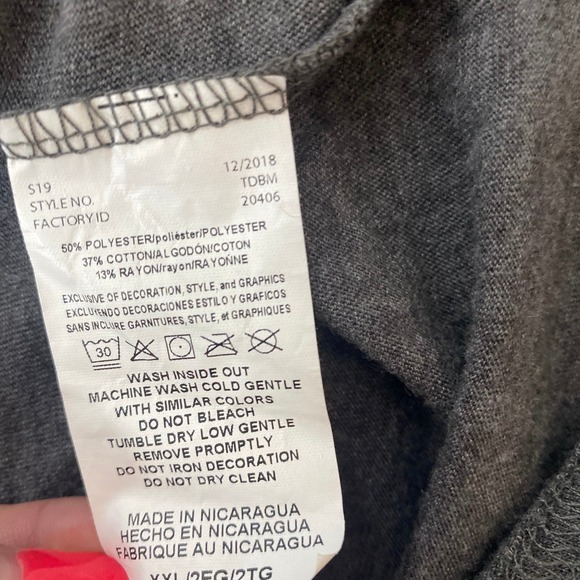 S19 12/2018
STYLE NO. TDBM
FACTORY ID 20406
50% POLYESTER/poliéster/POLYESTER
37% COTTON/ALGODÓN/COTON
13% RAYON/rayon/RAYONNE
EXCLUSIVE OF DECORATION, STYLE, and GRAPHICS
EXCLUYENDO DECORACIONES ESTILO Y GRAFICOS
SANS INCLURE GARNITURES, STYLE, et GRAPHIQUES
30
WASH INSIDE OUT
MACHINE WASH COLD GENTLE
WITH SIMILAR COLORS
DO NOT BLEACH
TUMBLE DRY LOW GENTLE
REMOVE PROMPTLY
DO NOT IRON DECORATION
DO NOT DRY CLEAN
MADE IN NICARAGUA
HECHO EN NICARAGUA
FABRIQUE AU NICARAGUA
XXL/2EG/2TG